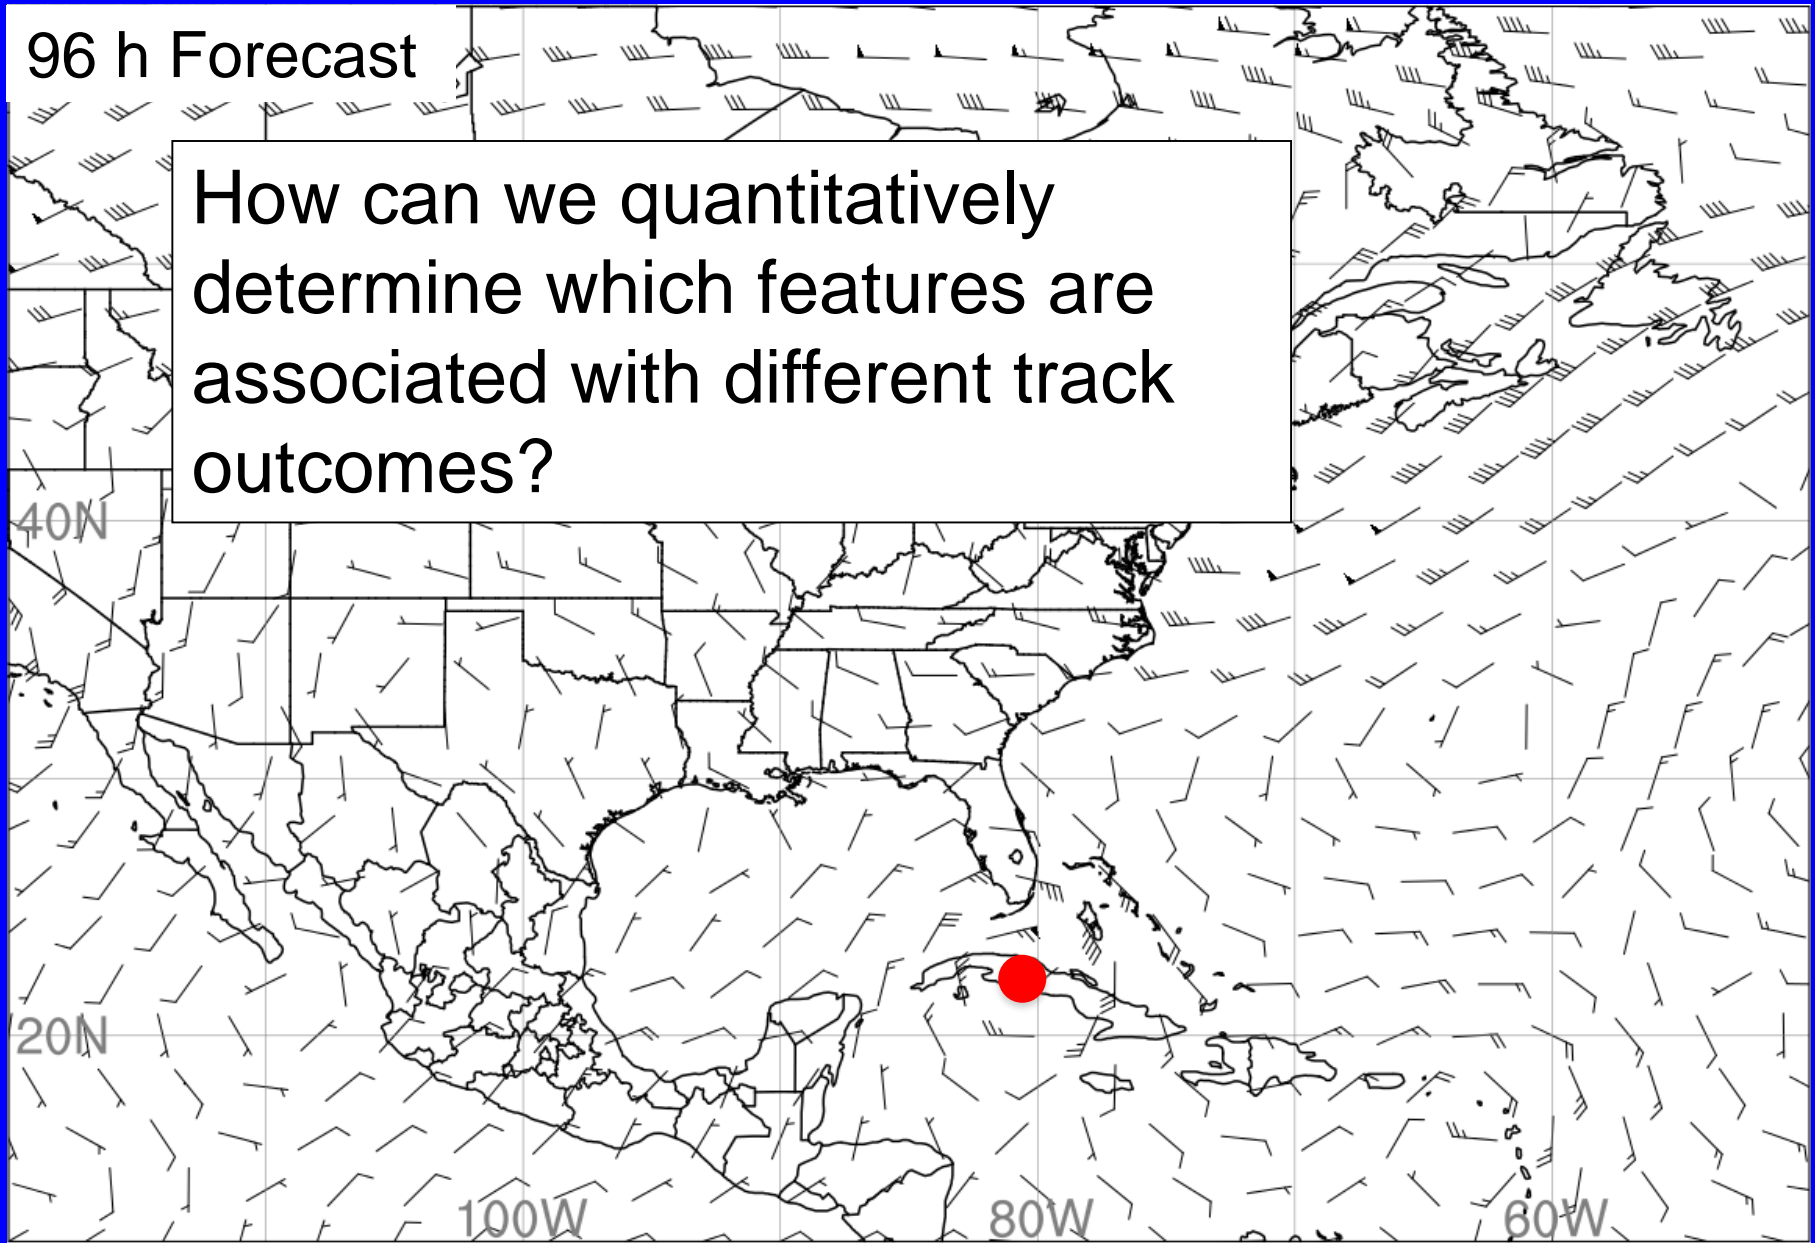 96 h Forecast
How can we quantitatively
determine which features are
associated with different track
outcomes?
40N
20N
100W
80W
60W